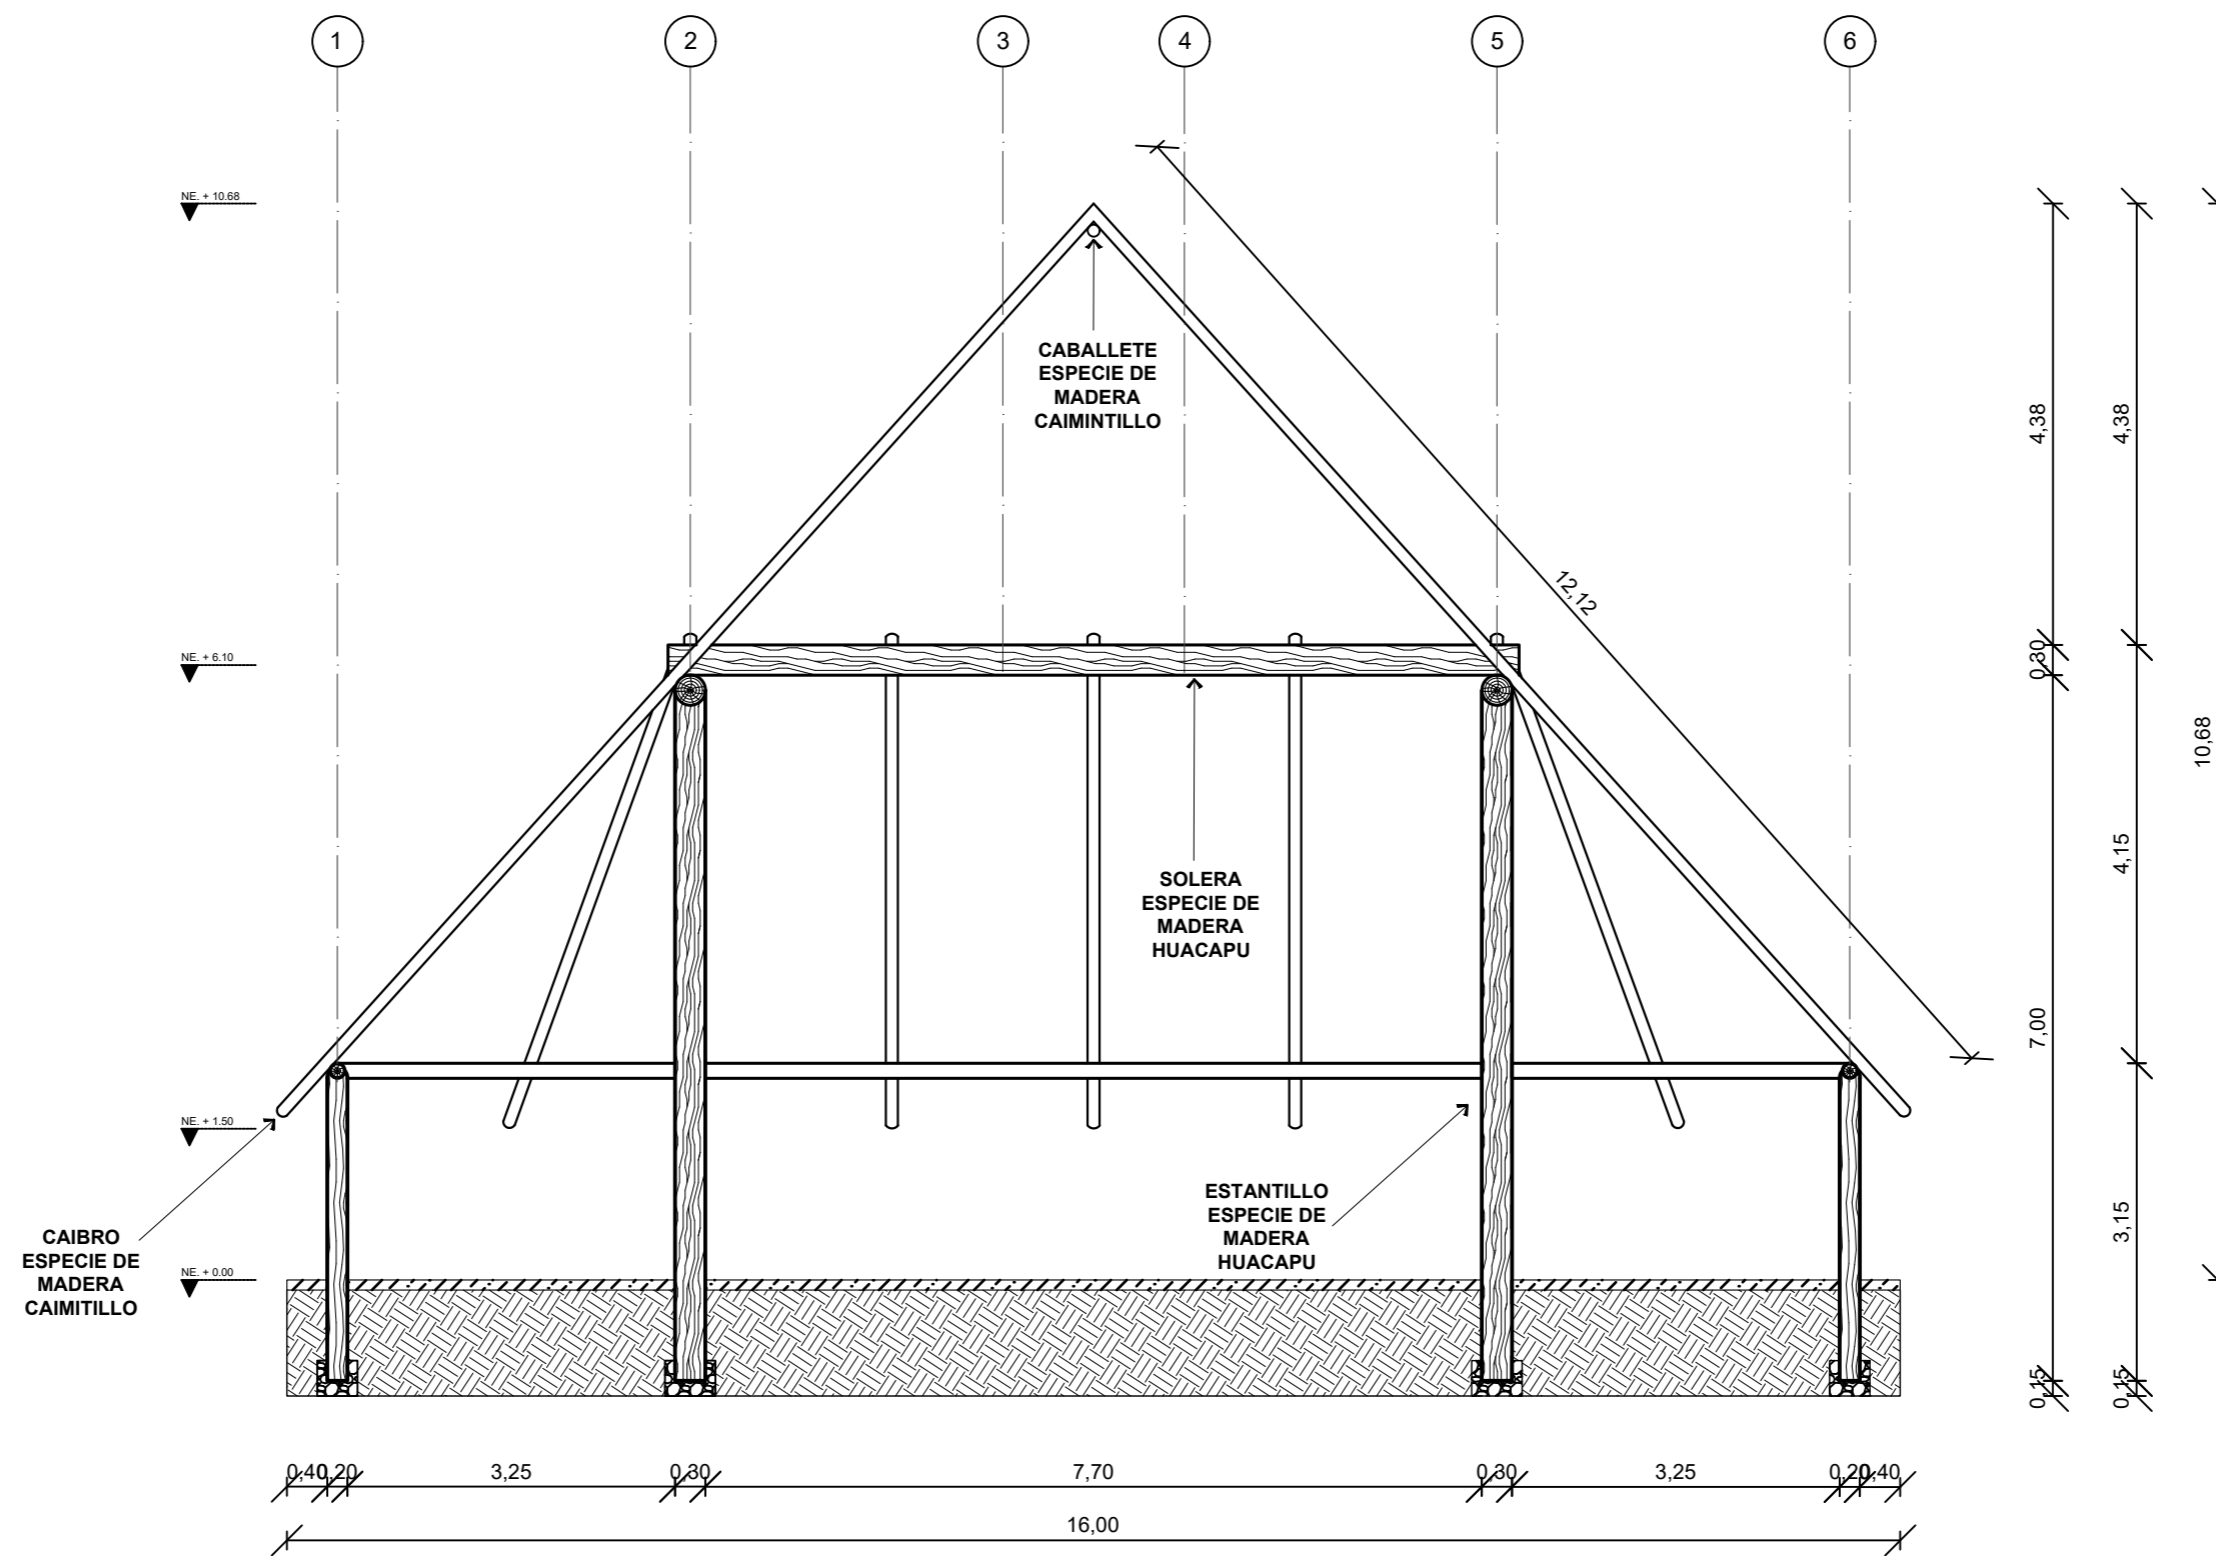 1
2
3
4
5
6
NE. + 10.68
CABALLETE
ESPECIE DE
MADERA
CAIMINTILLO
4,38
4,38
12,12
NE. + 6.10
0,30
10,68
4,15
SOLERA
ESPECIE DE
MADERA
HUACAPU
7,00
NE. + 1.50
ESTANTILLO
ESPECIE DE
MADERA
HUACAPU
3,15
CAIBRO
ESPECIE DE
MADERA
CAIMITILLO
NE. + 0.00
0,15
0,15
0,40
0,20
3,25
0,30
7,70
0,30
3,25
0,20
0,40
16,00